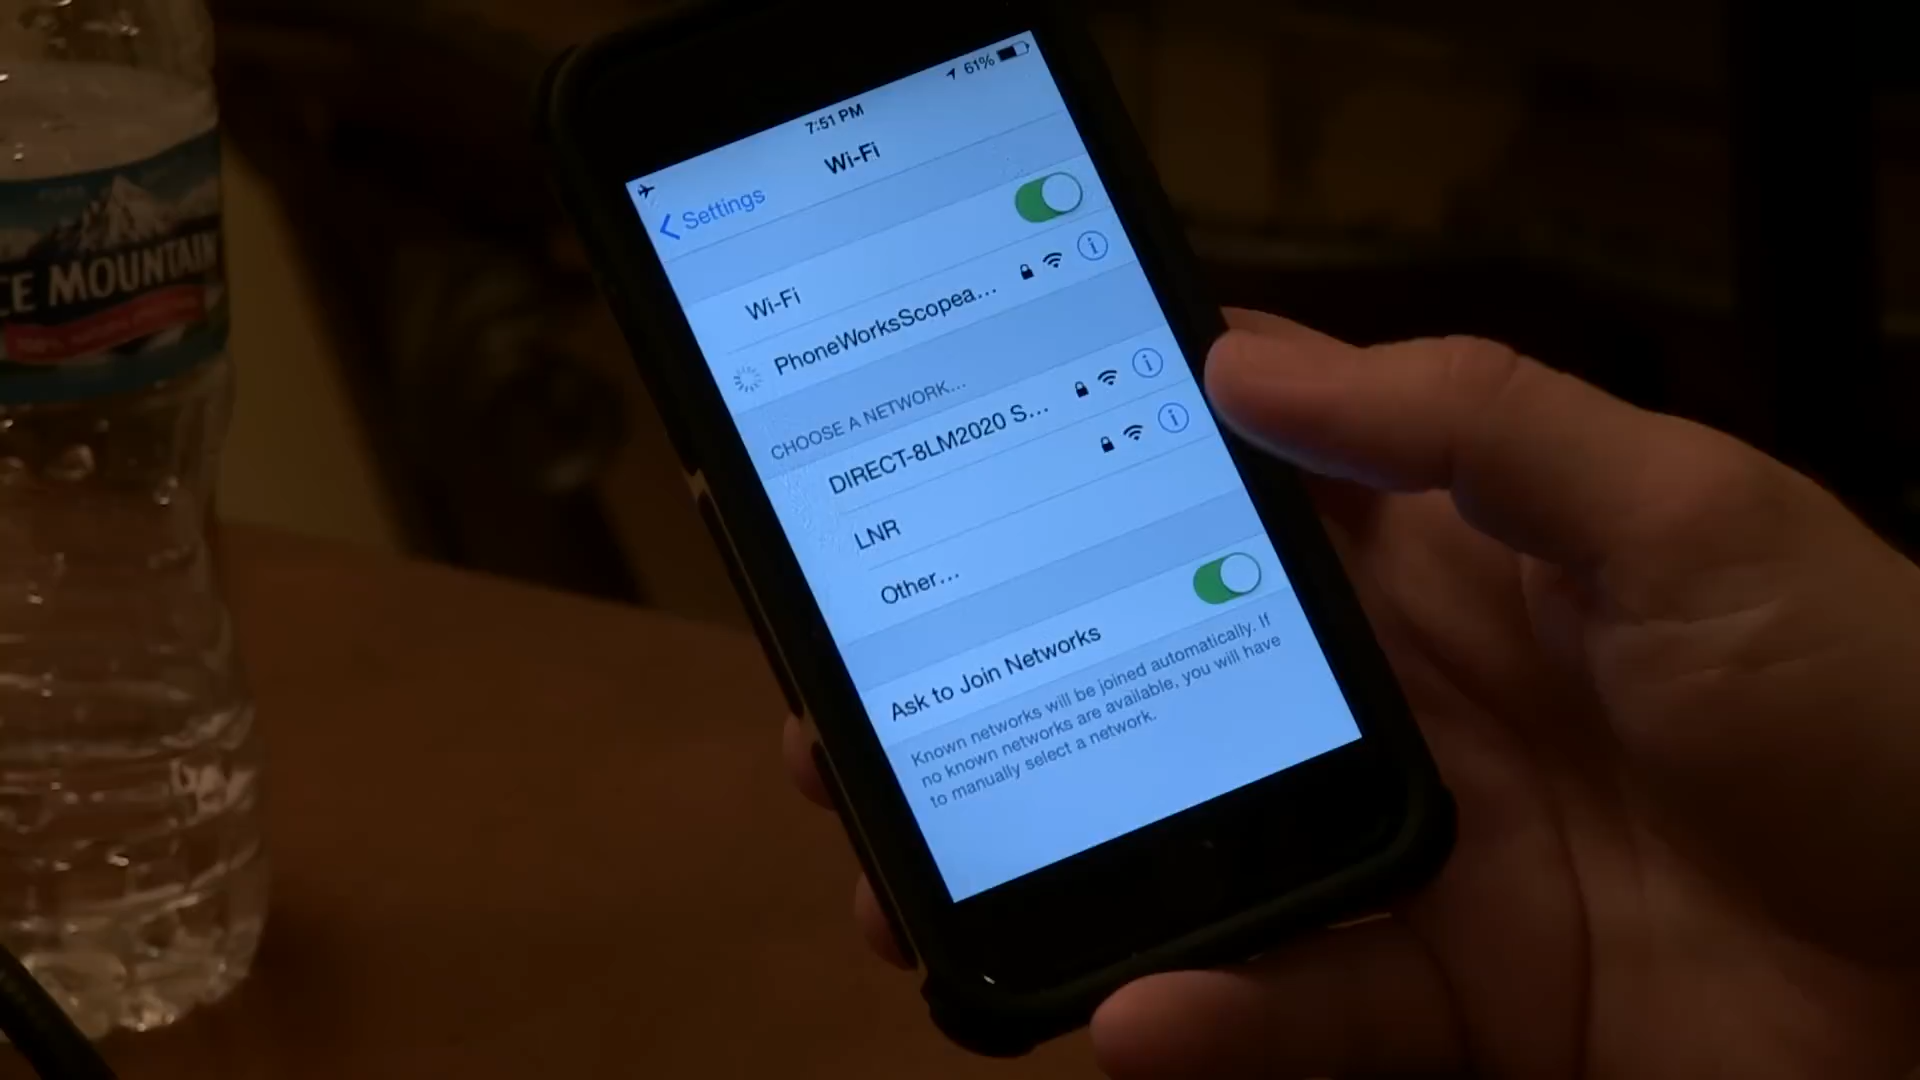 CE MOUNTAIN
61%
7:51 PM
Wi-Fi
Settings
Wi-Fi
PhoneWorksScopea...
CHOOSE A NETWORK...
DIRECT-8LM2020 S...
LNR
Other...
Ask to Join Networks
Known networks will be joined automatically. If
no known networks are available, you will have
to manually select a network.